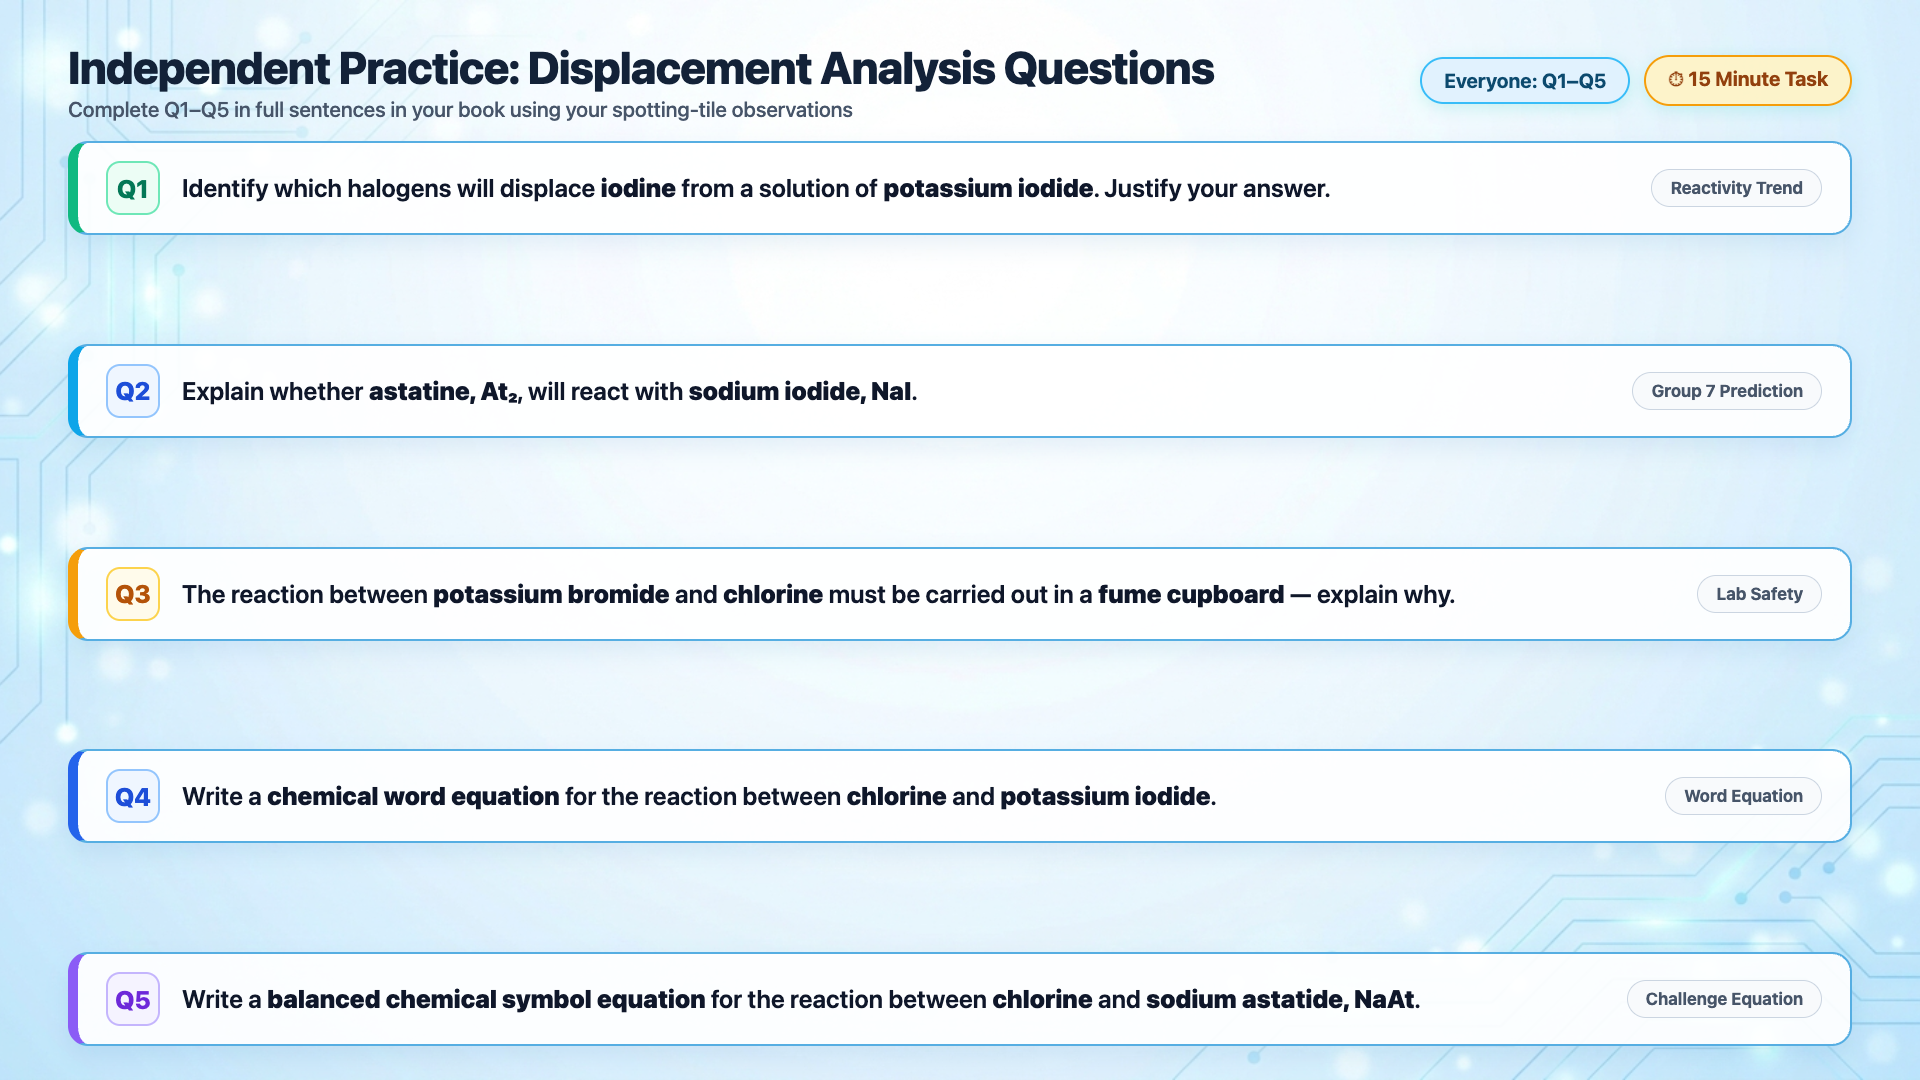 Independent Practice: Displacement Analysis Questions
Complete Q1–Q5 in full sentences in your book using your spotting-tile observations
Everyone: Q1–Q5
⏱ 15 Minute Task
Q1 Identify which halogens will displace iodine from a solution of potassium iodide. Justify your answer. Reactivity Trend
Q2 Explain whether astatine, At₂, will react with sodium iodide, NaI. Group 7 Prediction
Q3 The reaction between potassium bromide and chlorine must be carried out in a fume cupboard — explain why. Lab Safety
Q4 Write a chemical word equation for the reaction between chlorine and potassium iodide. Word Equation
Q5 Write a balanced chemical symbol equation for the reaction between chlorine and sodium astatide, NaAt. Challenge Equation